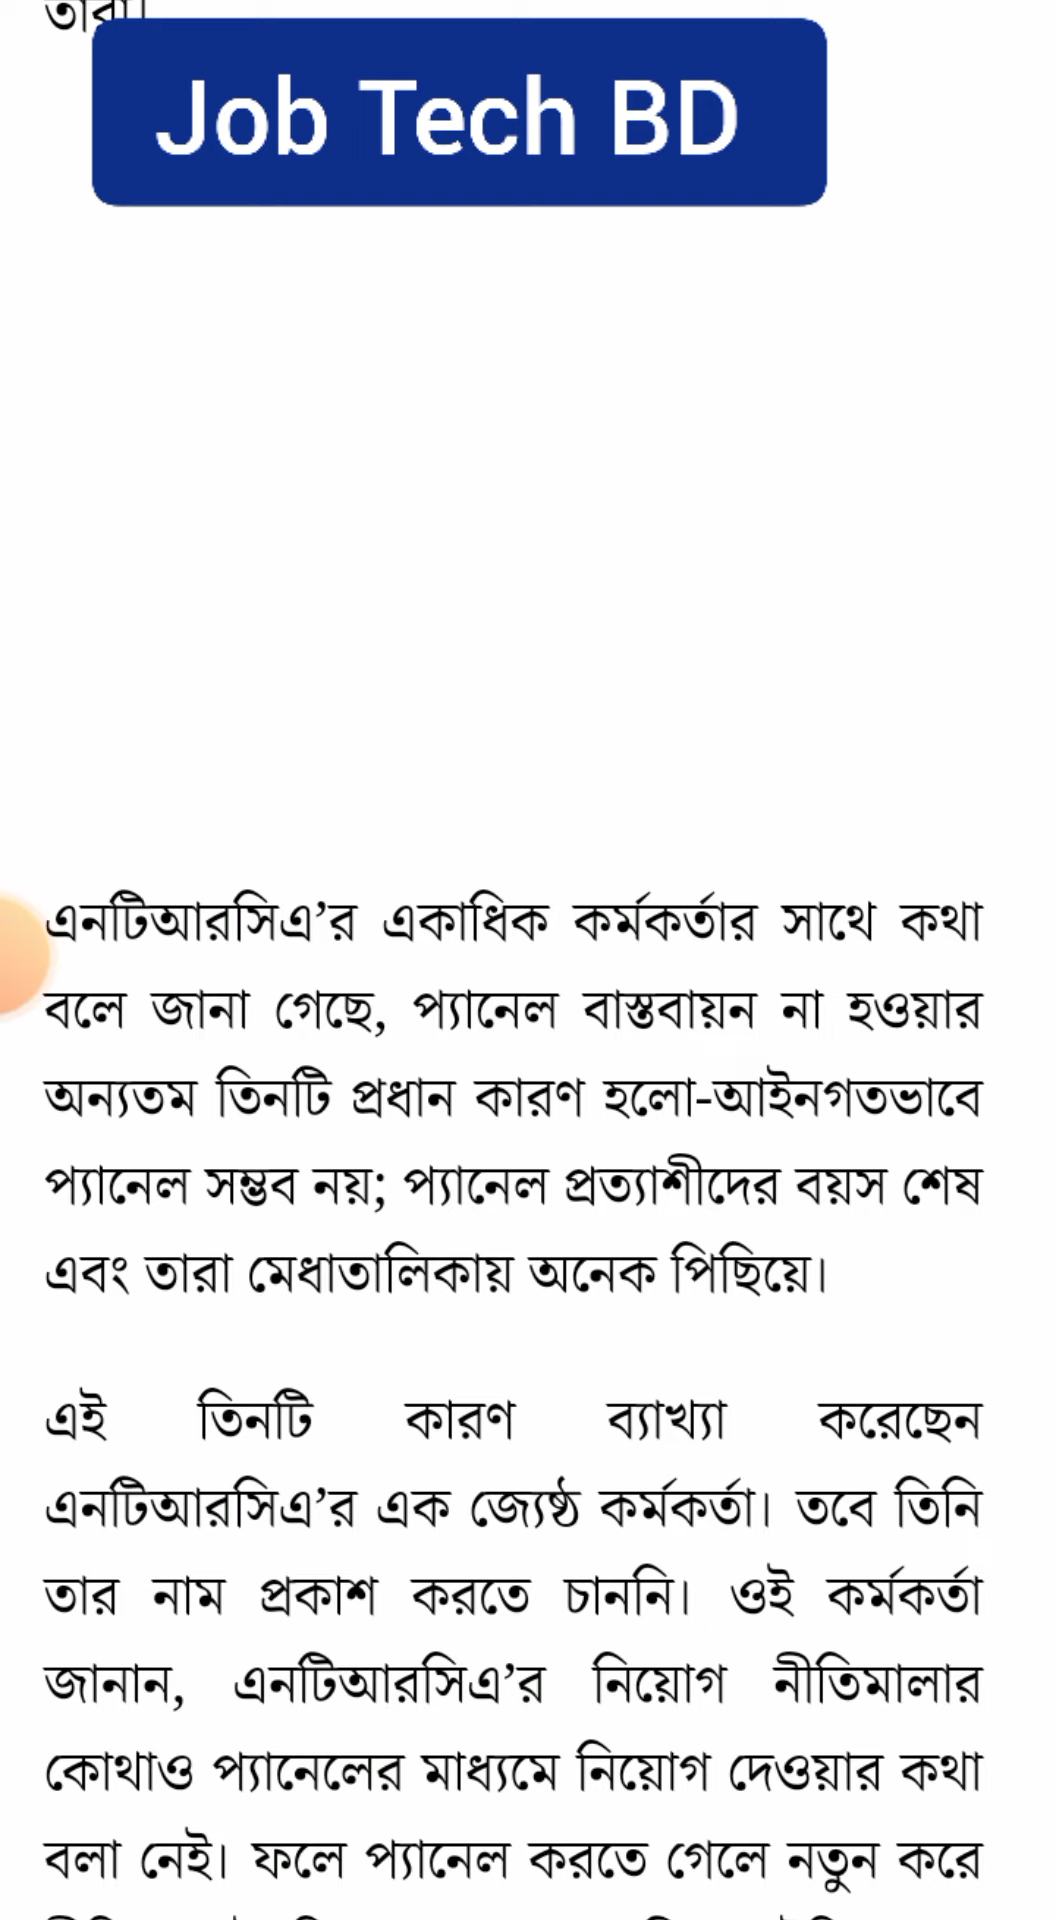 তারা।
Job Tech BD
এনটিআরসিএ’র একাধিক কর্মকর্তার সাথে কথা
বলে জানা গেছে, প্যানেল বাস্তবায়ন না হওয়ার
অন্যতম তিনটি প্রধান কারণ হলো-আইনগতভাবে
প্যানেল সম্ভব নয়; প্যানেল প্রত্যাশীদের বয়স শেষ
এবং তারা মেধাতালিকায় অনেক পিছিয়ে।
এই তিনটি কারণ ব্যাখ্যা করেছেন
এনটিআরসিএ’র এক জ্যেষ্ঠ কর্মকর্তা। তবে তিনি
তার নাম প্রকাশ করতে চাননি। ওই কর্মকর্তা
জানান, এনটিআরসিএ’র নিয়োগ নীতিমালার
কোথাও প্যানেলের মাধ্যমে নিয়োগ দেওয়ার কথা
বলা নেই। ফলে প্যানেল করতে গেলে নতুন করে